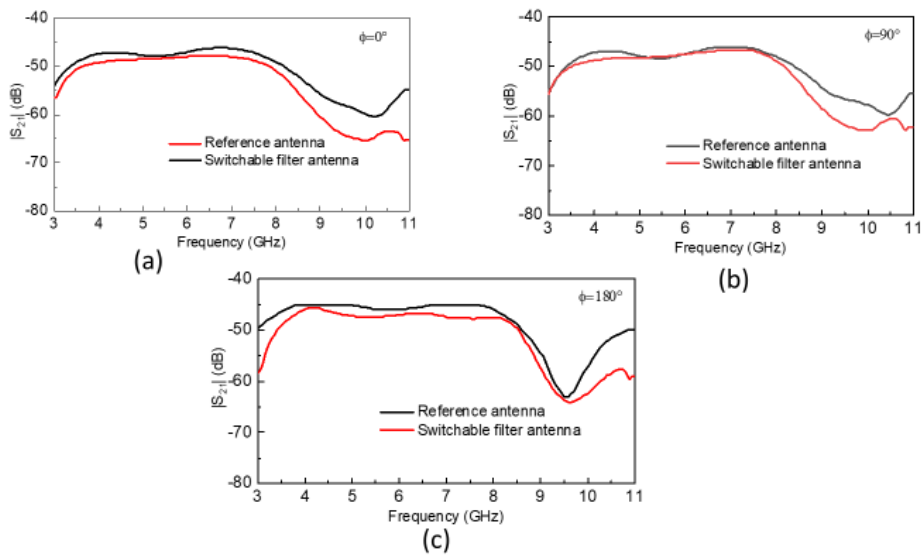 -40
-50
-60
-70
-80
|S21| (dB)
ϕ=0°
Reference antenna
Switchable filter antenna
3 4 5 6 7 8 9 10 11
Frequency (GHz)
(a)
-40
-50
-60
-70
-80
|S21| (dB)
ϕ=90°
Reference antenna
Switchable filter antenna
3 4 5 6 7 8 9 10 11
Frequency (GHz)
(b)
-40
-50
-60
-70
-80
|S21| (dB)
ϕ=180°
Reference antenna
Switchable filter antenna
3 4 5 6 7 8 9 10 11
Frequency (GHz)
(c)